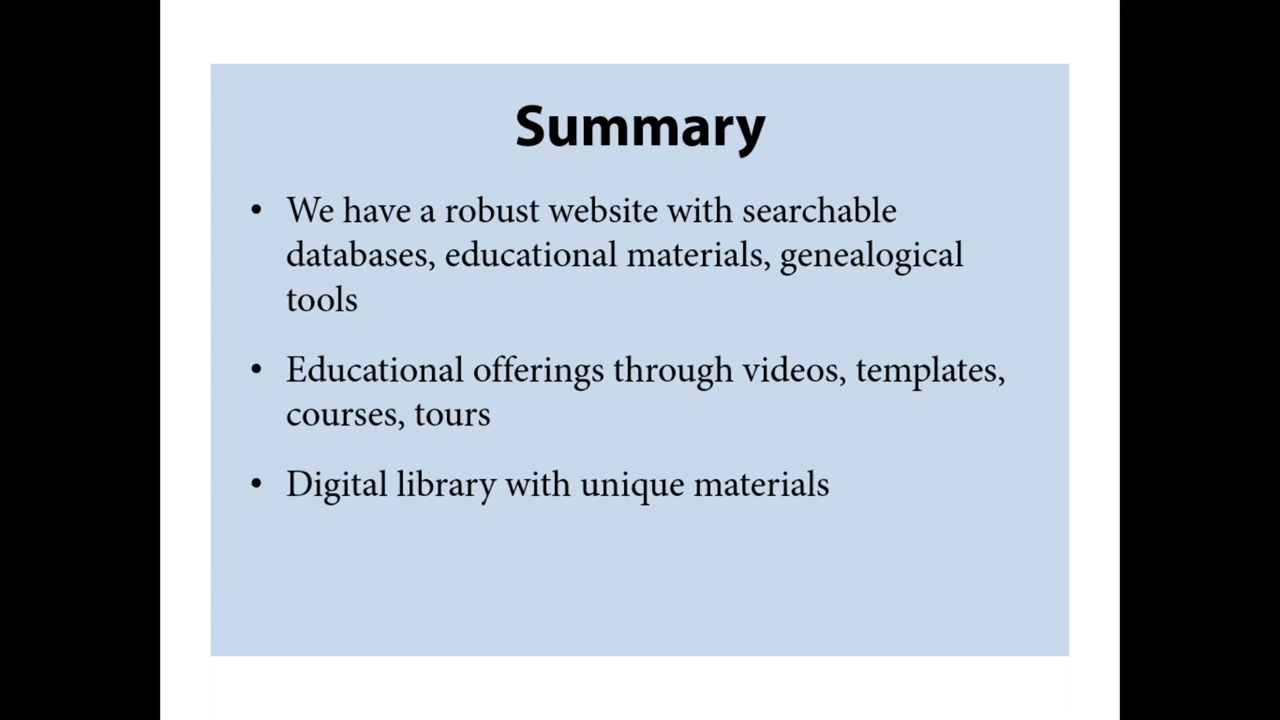 Summary
• We have a robust website with searchable
databases, educational materials, genealogical
tools
• Educational offerings through videos, templates,
courses, tours
• Digital library with unique materials